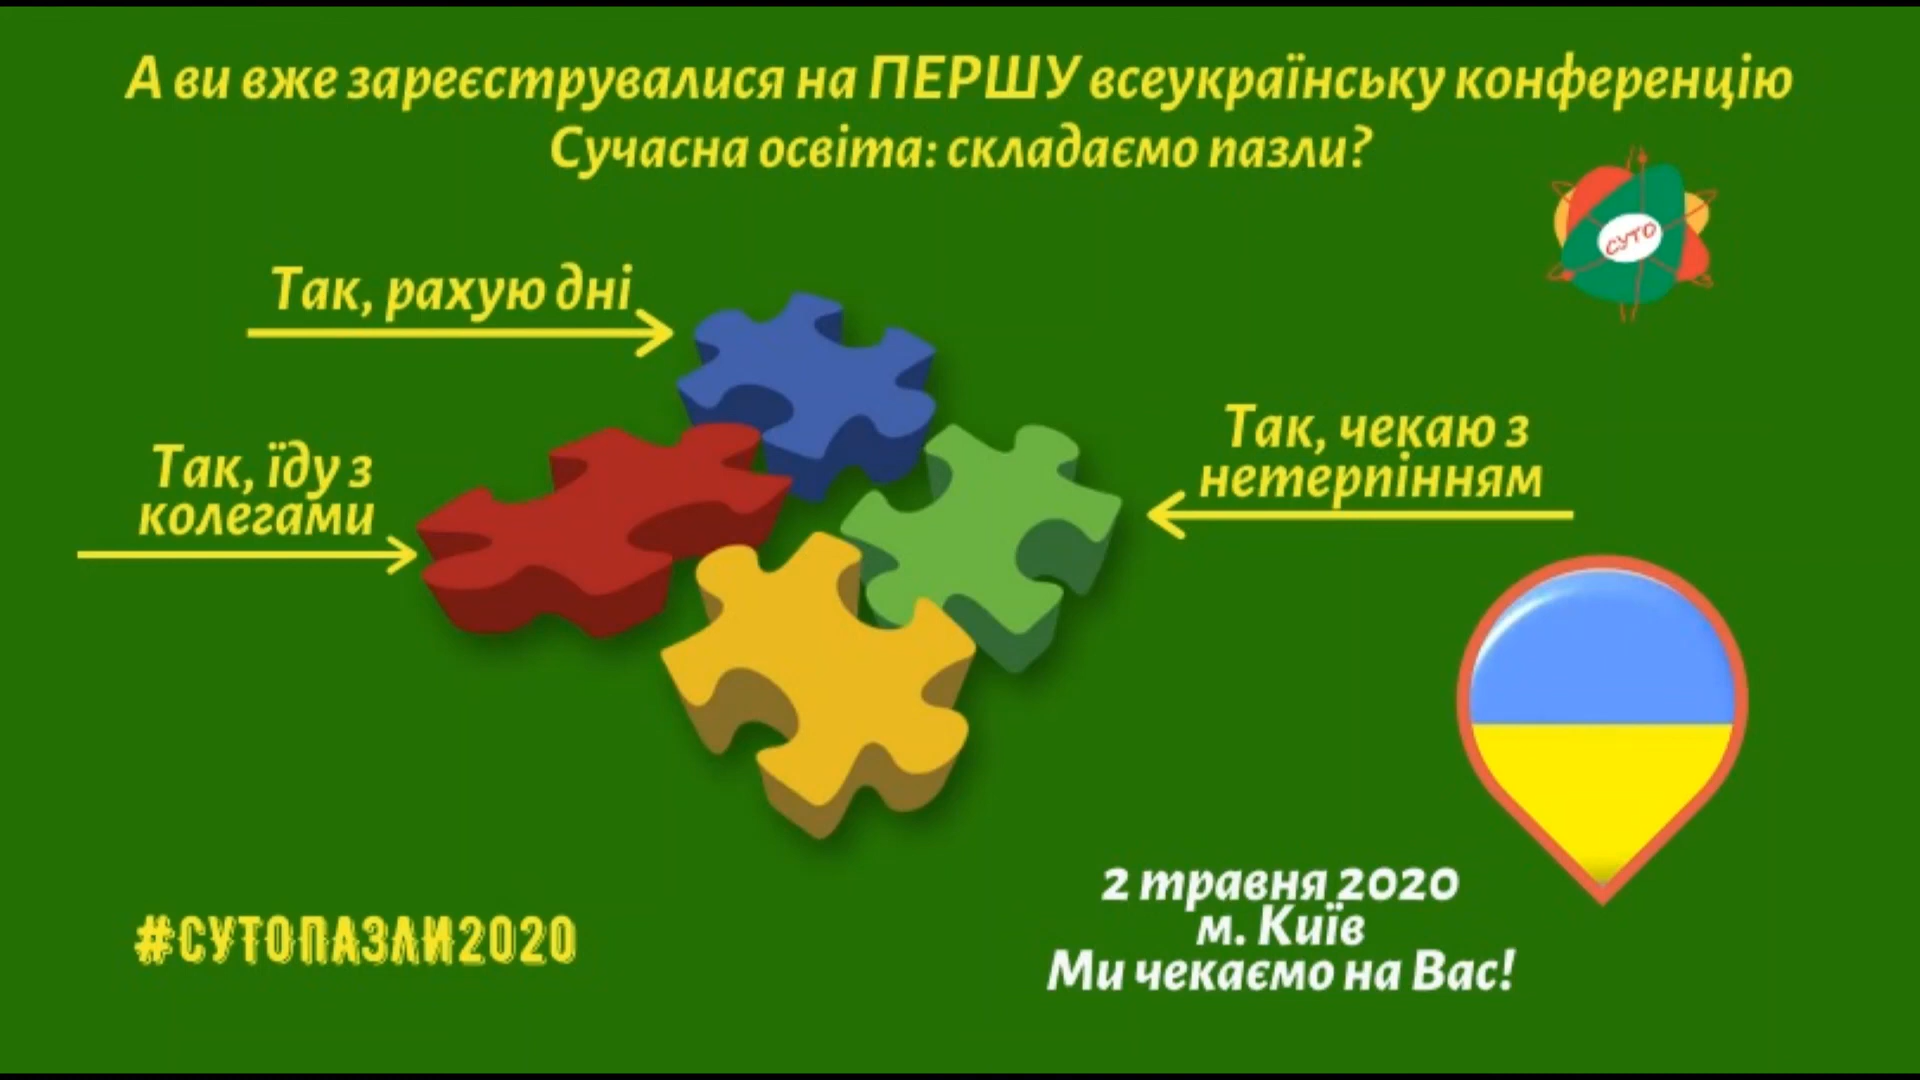 А ви вже зареєструвалися на ПЕРШУ всеукраїнську конференцію
Сучасна освіта: складаємо пазли?
СУТО
Так, рахую дні
Так, чекаю з
нетерпінням
Так, їду з
колегами
2 травня 2020
м. Київ
Ми чекаємо на Вас!
#СУТОПАЗЛИ2020